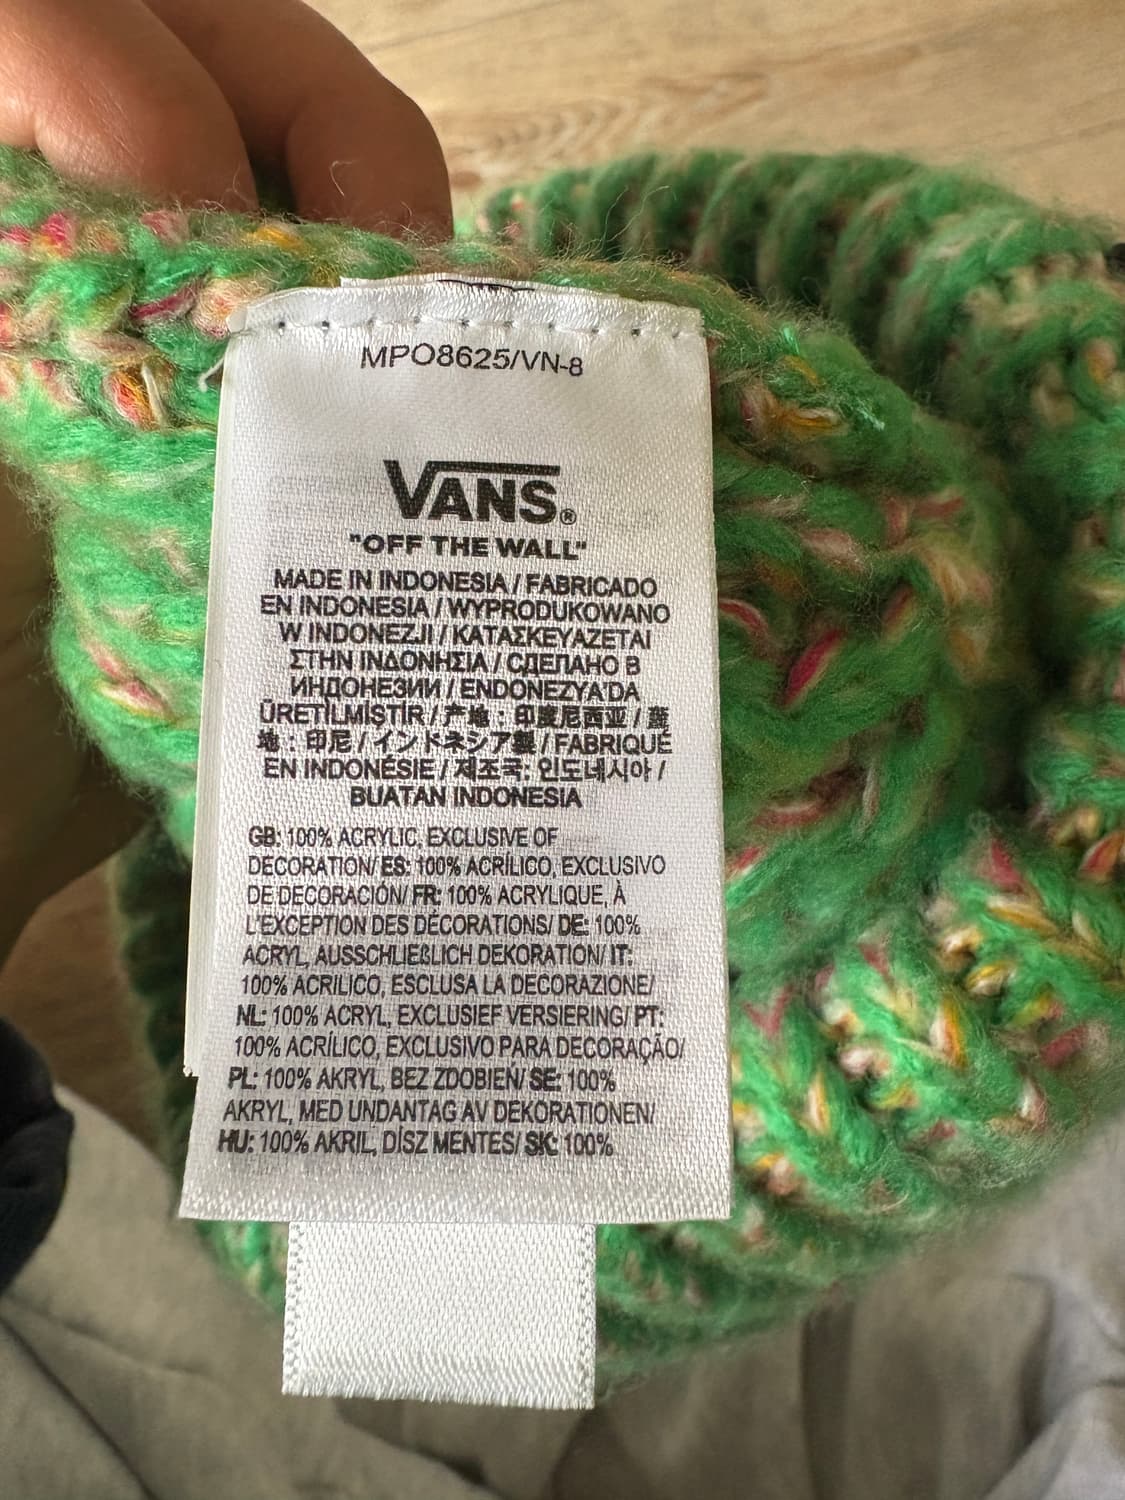 MPO8625/VN-8
VANS®
"OFF THE WALL"
MADE IN INDONESIA / FABRICADO
EN INDONESIA / WYPRODUKOWANO
W INDONEZJI / ΚΑΤΑΣΚΕΥΑΖΕΤΑΙ
ΣΤΗΝ ΙΝΔΟΝΗΣΙΑ / СДЕЛАНО В
ИНДОНЕЗИИ / ENDONEZYA'DA
ÜRETİLMİŞTİR / 产地 : 印度尼西亚 / 產
地 : 印尼 / インドネシア製 / FABRIQUÉ
EN INDONÉSIE / 제조국: 인도네시아 /
BUATAN INDONESIA
GB: 100% ACRYLIC, EXCLUSIVE OF
DECORATION/ ES: 100% ACRÍLICO, EXCLUSIVO
DE DECORACIÓN/ FR: 100% ACRYLIQUE, À
L'EXCEPTION DES DÉCORATIONS/ DE: 100%
ACRYL, AUSSCHLIEßLICH DEKORATION/ IT:
100% ACRILICO, ESCLUSA LA DECORAZIONE/
NL: 100% ACRYL, EXCLUSIEF VERSIERING/ PT:
100% ACRÍLICO, EXCLUSIVO PARA DECORAÇÃO/
PL: 100% AKRYL, BEZ ZDOBIEŃ/ SE: 100%
AKRYL, MED UNDANTAG AV DEKORATIONEN/
HU: 100% AKRIL, DÍSZ MENTES/ SK: 100%